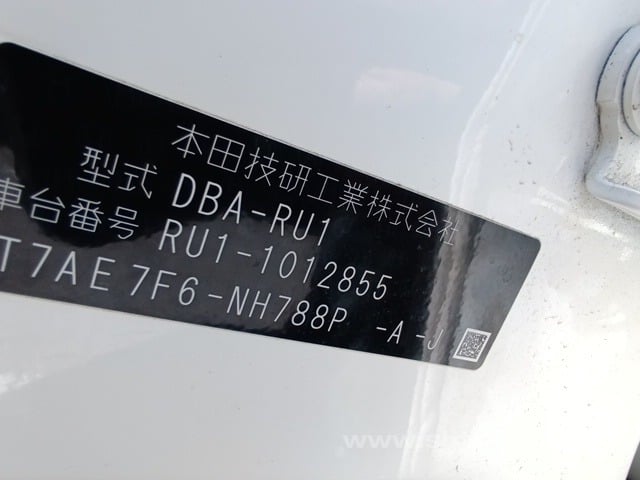 本田技研工業株式会社
型式 DBA-RU1
車台番号 RU1-1012855
T7AE 7F6-NH788P -A -J